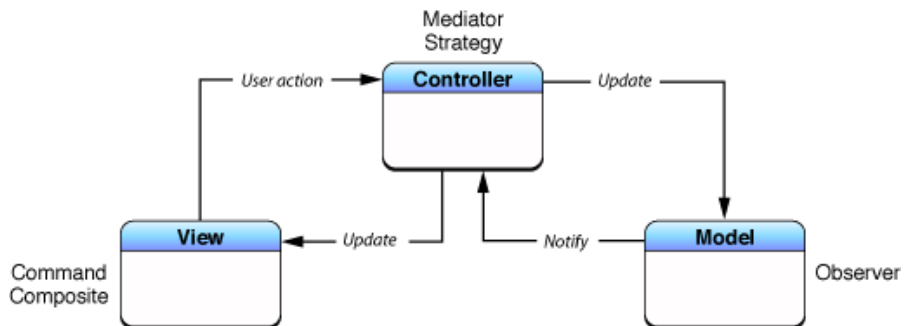 Mediator
Strategy
Controller
User action
Update
View
Update
Notify
Model
Command
Composite
Observer